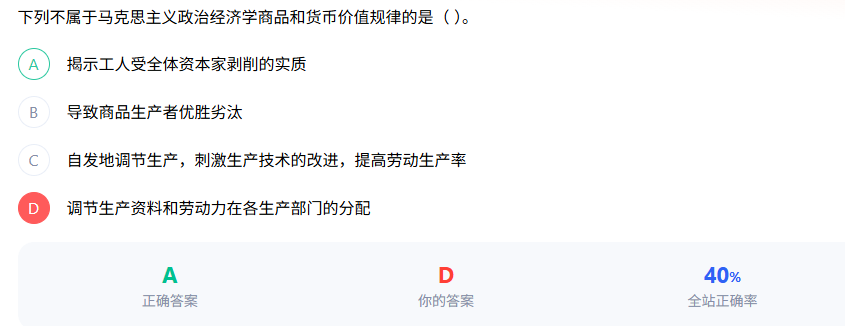 下列不属于马克思主义政治经济学商品和货币价值规律的是（ ）。
A 揭示工人受全体资本家剥削的实质
B 导致商品生产者优胜劣汰
C 自发地调节生产，刺激生产技术的改进，提高劳动生产率
D 调节生产资料和劳动力在各生产部门的分配
A D 40%
正确答案 你的答案 全站正确率